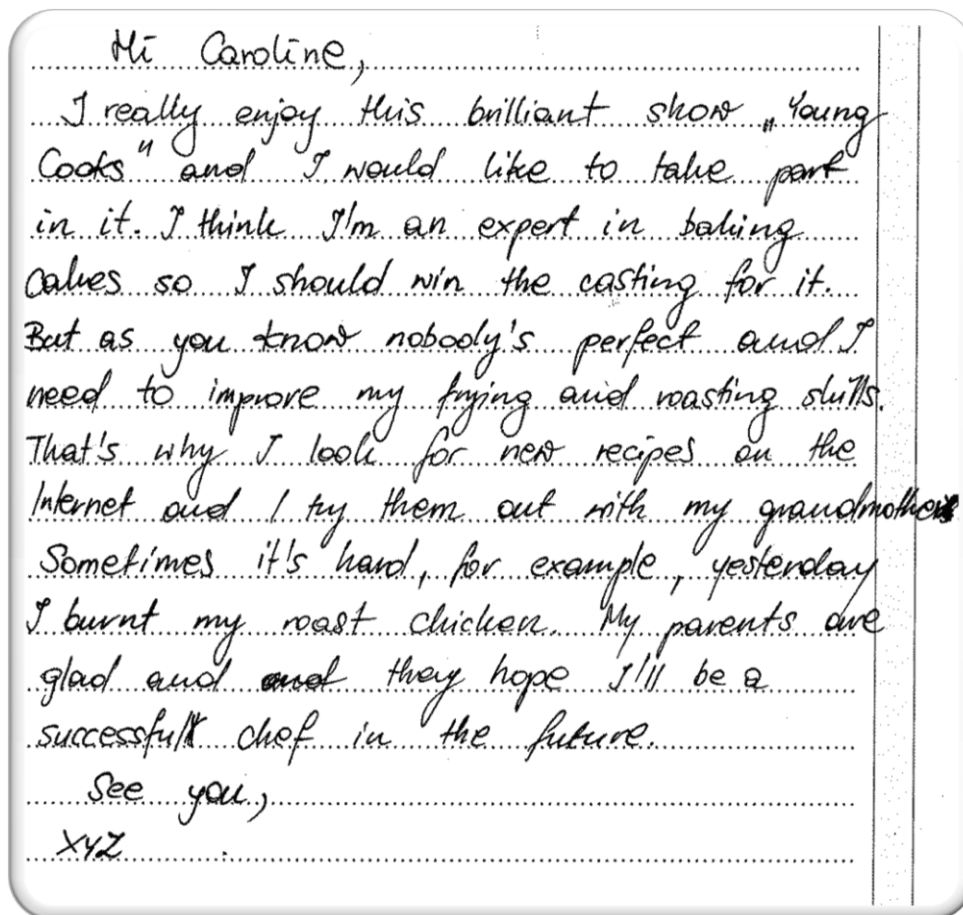 Hi Caroline,
I really enjoy this brilliant show „Young
Cooks" and I would like to take part
in it. I think I'm an expert in baking
cakes so I should win the casting for it.
But as you know nobody's perfect and I
need to improve my frying and roasting skills.
That's why I look for new recipes on the
Internet and I try them out with my grandmother.
Sometimes it's hard, for example, yesterday
I burnt my roast chicken. My parents are
glad and they hope I'll be a
successful chef in the future.
See you,
XYZ